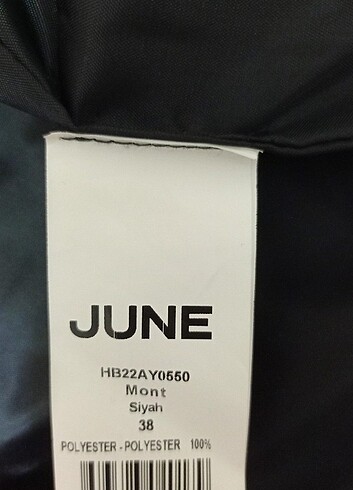 JUNE
HB22AY0550
Mont
Siyah
38
POLYESTER - POLYESTER 100%